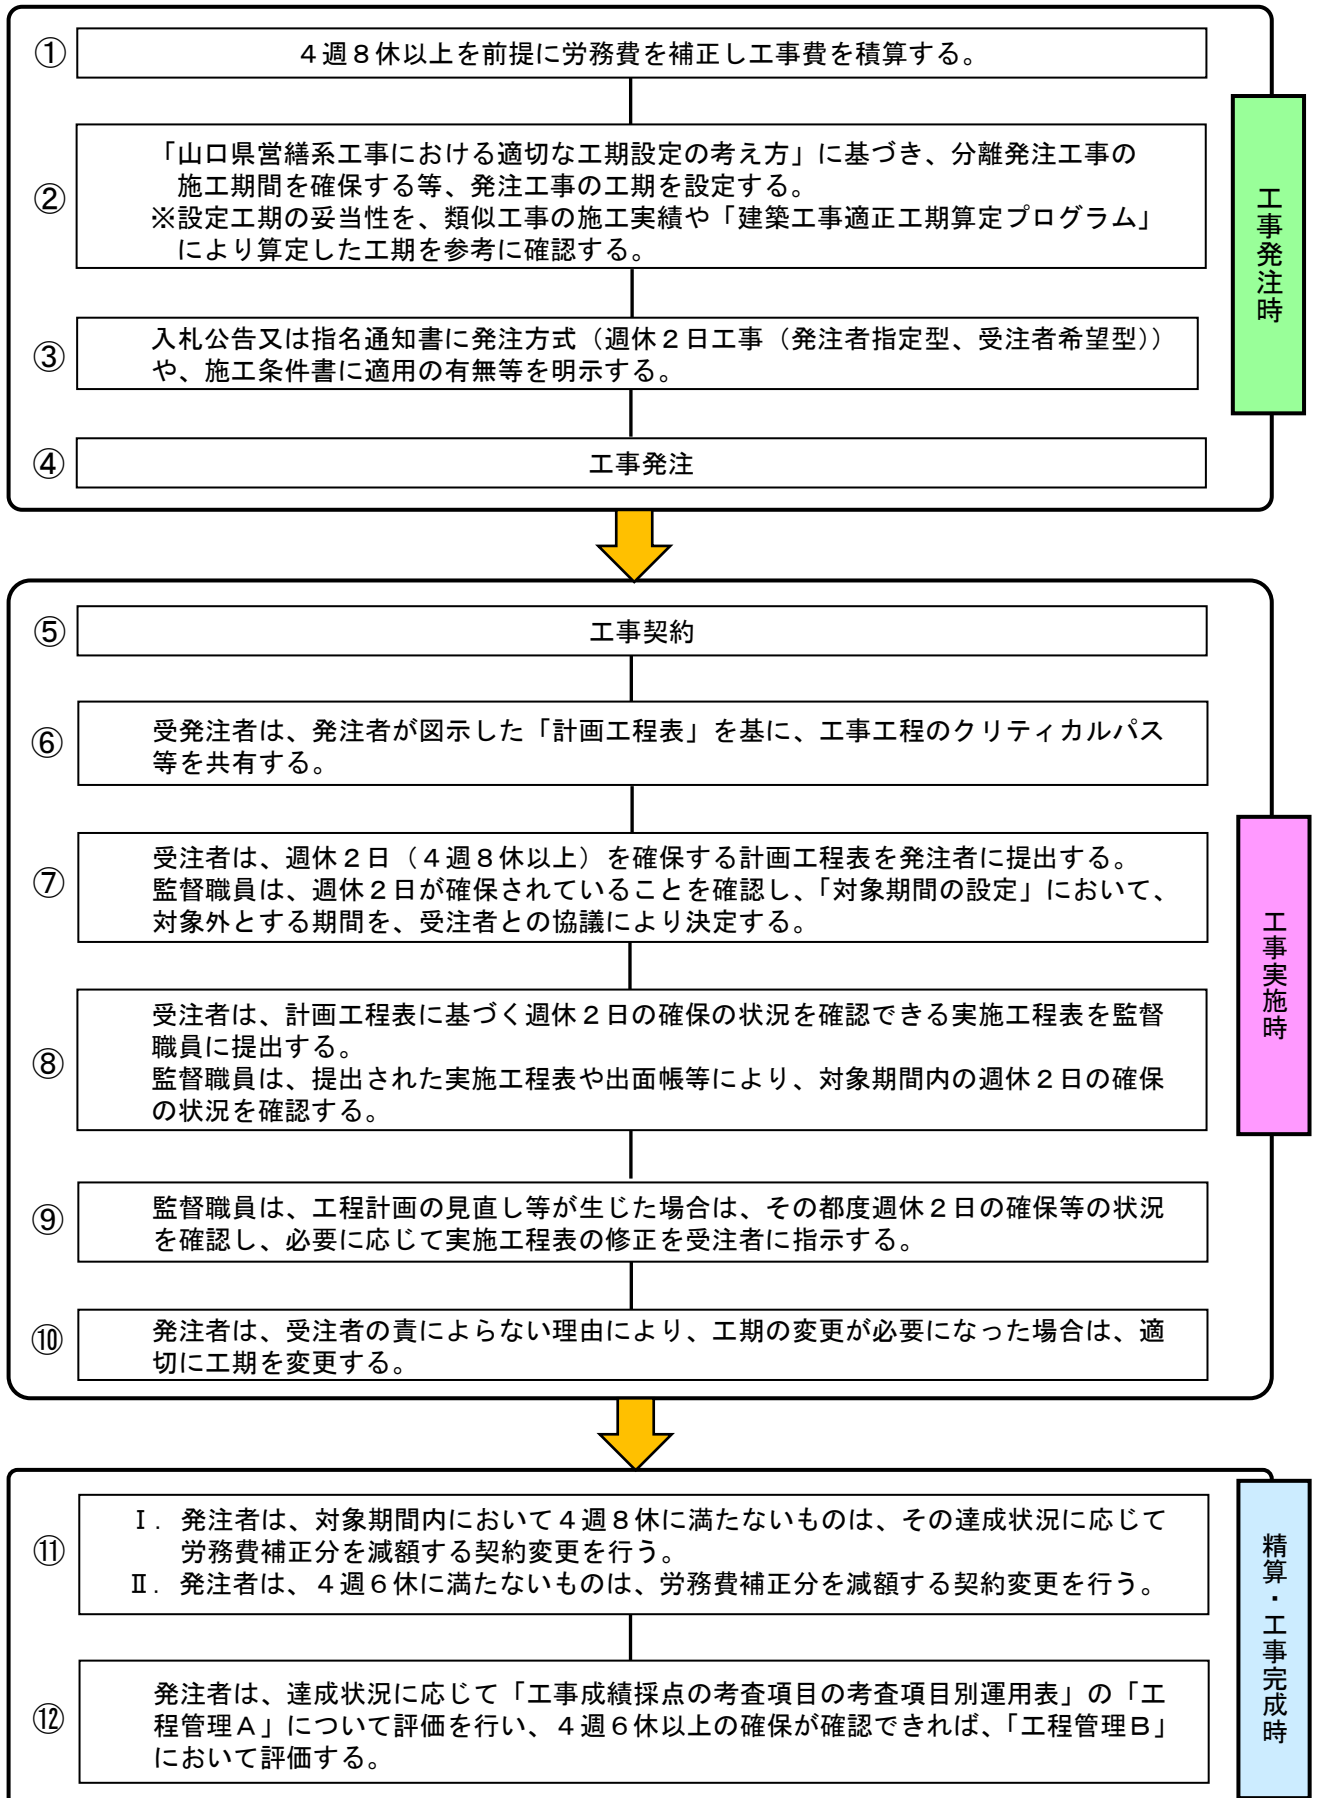 ①
４週８休以上を前提に労務費を補正し工事費を積算する。
②
「山口県営繕系工事における適切な工期設定の考え方」に基づき、分離発注工事の
施工期間を確保する等、発注工事の工期を設定する。
※設定工期の妥当性を、類似工事の施工実績や「建築工事適正工期算定プログラム」
により算定した工期を参考に確認する。
③
入札公告又は指名通知書に発注方式（週休２日工事（発注者指定型、受注者希望型））
や、施工条件書に適用の有無等を明示する。
④
工事発注
工事発注時
⑤
工事契約
⑥
受発注者は、発注者が図示した「計画工程表」を基に、工事工程のクリティカルパス
等を共有する。
⑦
受注者は、週休２日（４週８休以上）を確保する計画工程表を発注者に提出する。
監督職員は、週休２日が確保されていることを確認し、「対象期間の設定」において、
対象外とする期間を、受注者との協議により決定する。
⑧
受注者は、計画工程表に基づく週休２日の確保の状況を確認できる実施工程表を監督
職員に提出する。
監督職員は、提出された実施工程表や出面帳等により、対象期間内の週休２日の確保
の状況を確認する。
⑨
監督職員は、工程計画の見直し等が生じた場合は、その都度週休２日の確保等の状況
を確認し、必要に応じて実施工程表の修正を受注者に指示する。
⑩
発注者は、受注者の責によらない理由により、工期の変更が必要になった場合は、適
切に工期を変更する。
工事実施時
⑪
Ⅰ．発注者は、対象期間内において４週８休に満たないものは、その達成状況に応じて
労務費補正分を減額する契約変更を行う。
Ⅱ．発注者は、４週６休に満たないものは、労務費補正分を減額する契約変更を行う。
⑫
発注者は、達成状況に応じて「工事成績採点の考査項目の考査項目別運用表」の「工
程管理Ａ」について評価を行い、４週６休以上の確保が確認できれば、「工程管理Ｂ」
において評価する。
精算・工事完成時